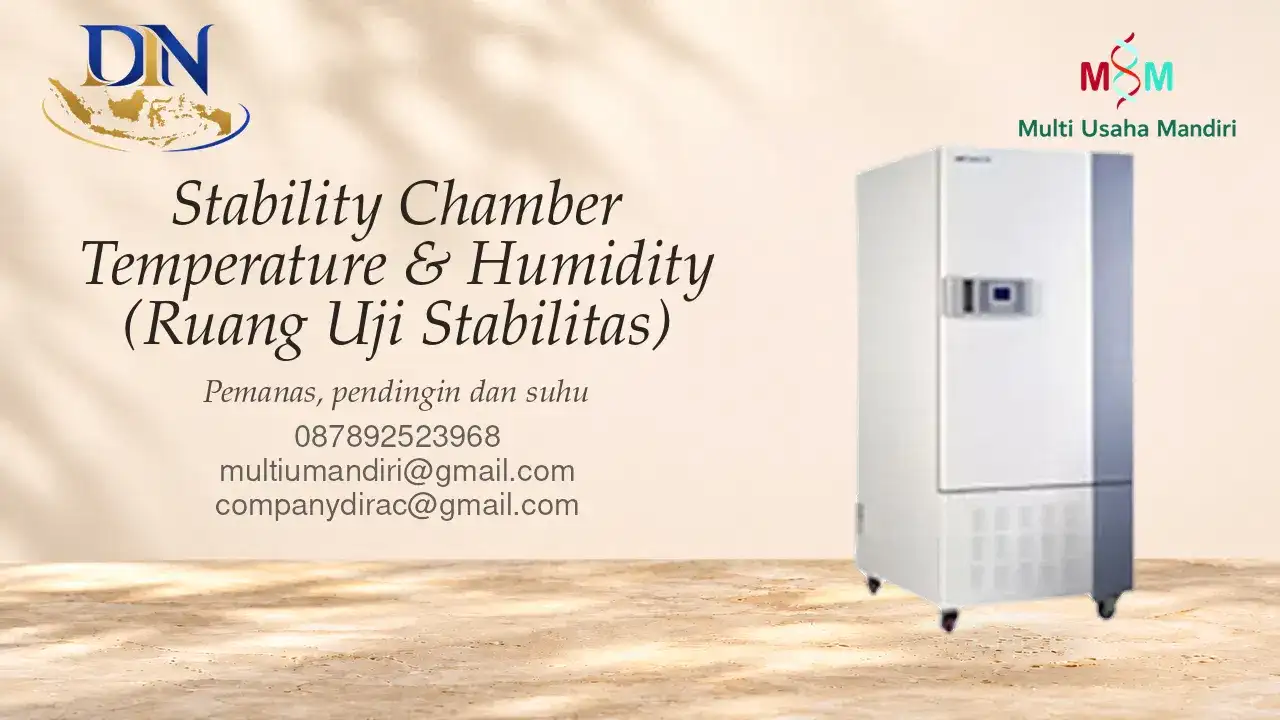 DIN
M M
Multi Usaha Mandiri
Stability Chamber
Temperature & Humidity
(Ruang Uji Stabilitas)
Pemanas, pendingin dan suhu
087892523968
multiumandiri@gmail.com
companydirac@gmail.com